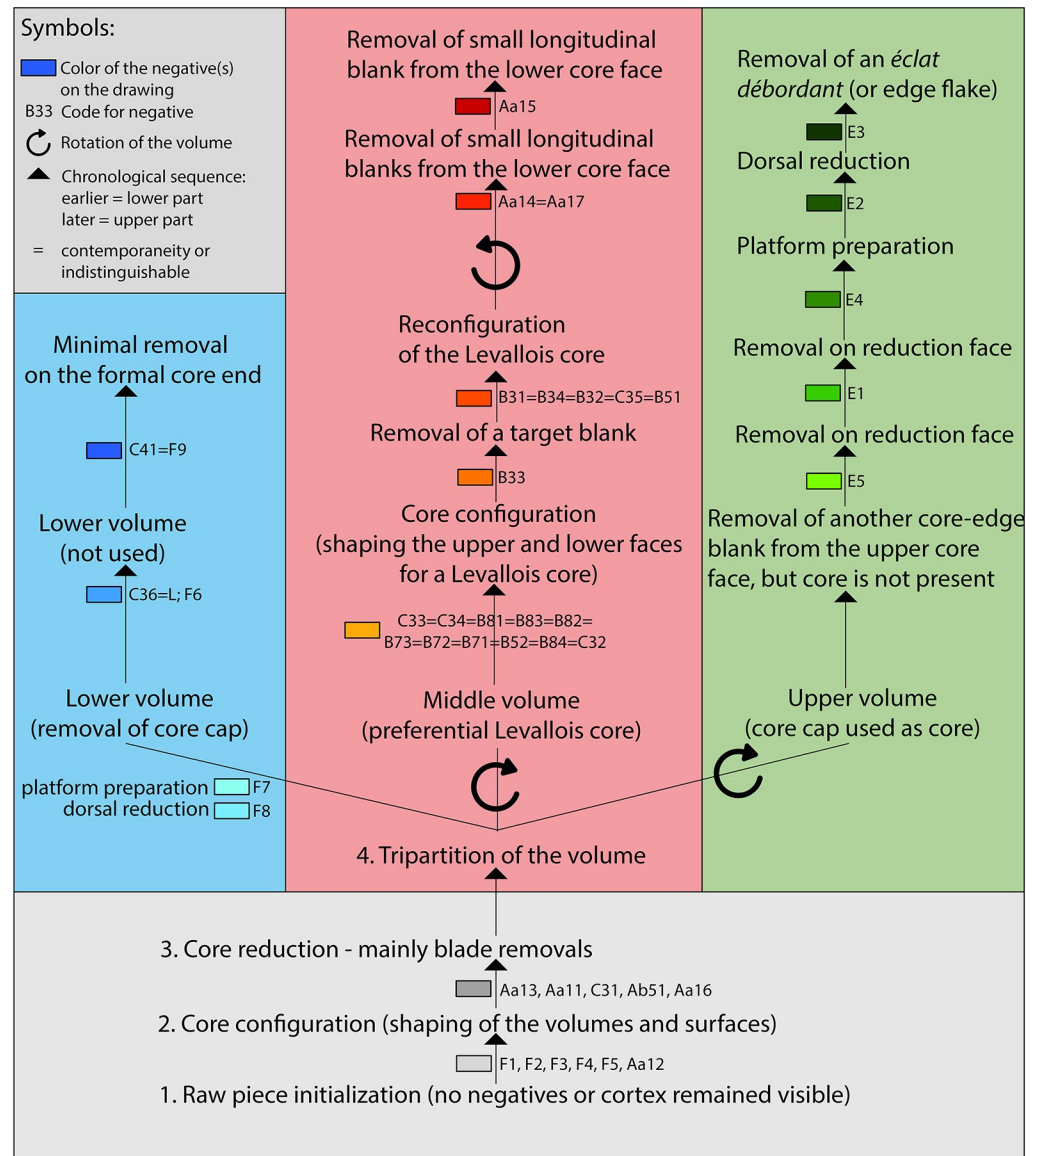 Symbols:
Color of the negative(s)
on the drawing
B33 Code for negative
Rotation of the volume
Chronological sequence:
earlier = lower part
later = upper part
= contemporaneity or
indistinguishable
Minimal removal
on the formal core end
C41=F9
Lower volume
(not used)
C36=L; F6
Lower volume
(removal of core cap)
platform preparation F7
dorsal reduction F8
Removal of small longitudinal
blank from the lower core face
Aa15
Removal of small longitudinal
blanks from the lower core face
Aa14=Aa17
Reconfiguration
of the Levallois core
B31=B34=B32=C35=B51
Removal of a target blank
B33
Core configuration
(shaping the upper and lower faces
for a Levallois core)
C33=C34=B81=B83=B82=
B73=B72=B71=B52=B84=C32
Middle volume
(preferential Levallois core)
Removal of an éclat
débordant (or edge flake)
E3
Dorsal reduction
E2
Platform preparation
E4
Removal on reduction face
E1
Removal on reduction face
E5
Removal of another core-edge
blank from the upper core
face, but core is not present
Upper volume
(core cap used as core)
4. Tripartition of the volume
3. Core reduction - mainly blade removals
Aa13, Aa11, C31, Ab51, Aa16
2. Core configuration (shaping of the volumes and surfaces)
F1, F2, F3, F4, F5, Aa12
1. Raw piece initialization (no negatives or cortex remained visible)